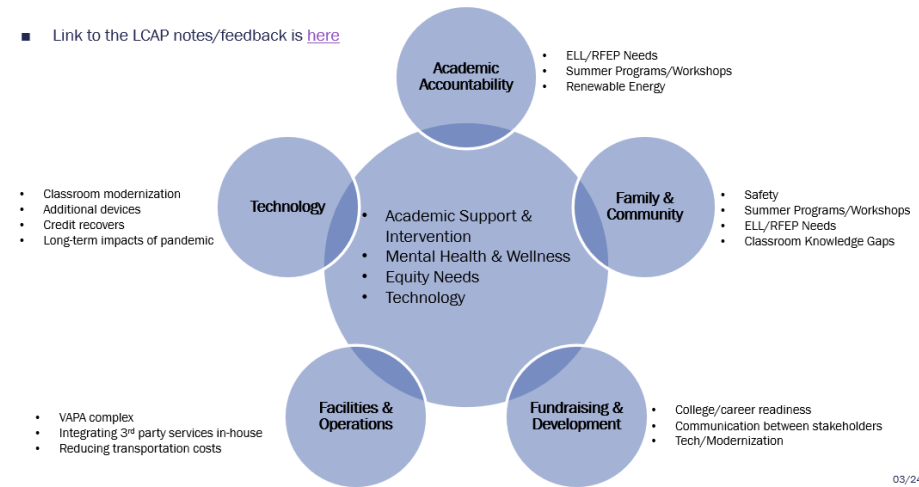 Link to the LCAP notes/feedback is here
Academic
Accountability
• ELL/RFEP Needs
• Summer Programs/Workshops
• Renewable Energy
Technology
• Classroom modernization
• Additional devices
• Credit recovers
• Long-term impacts of pandemic
• Academic Support &
Intervention
• Mental Health & Wellness
• Equity Needs
• Technology
Family &
Community
• Safety
• Summer Programs/Workshops
• ELL/RFEP Needs
• Classroom Knowledge Gaps
Facilities &
Operations
• VAPA complex
• Integrating 3rd party services in-house
• Reducing transportation costs
Fundraising &
Development
• College/career readiness
• Communication between stakeholders
• Tech/Modernization
03/24